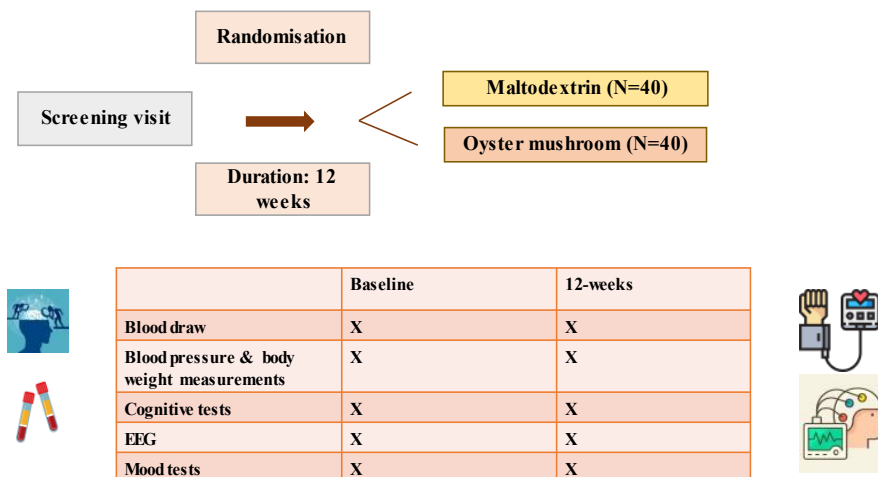 Randomisation
Screening visit
Maltodextrin (N=40)
Oyster mushroom (N=40)
Duration: 12
weeks
Baseline 12-weeks
Blood draw X X
Blood pressure & body
weight measurements X X
Cognitive tests X X
EEG X X
Mood tests X X